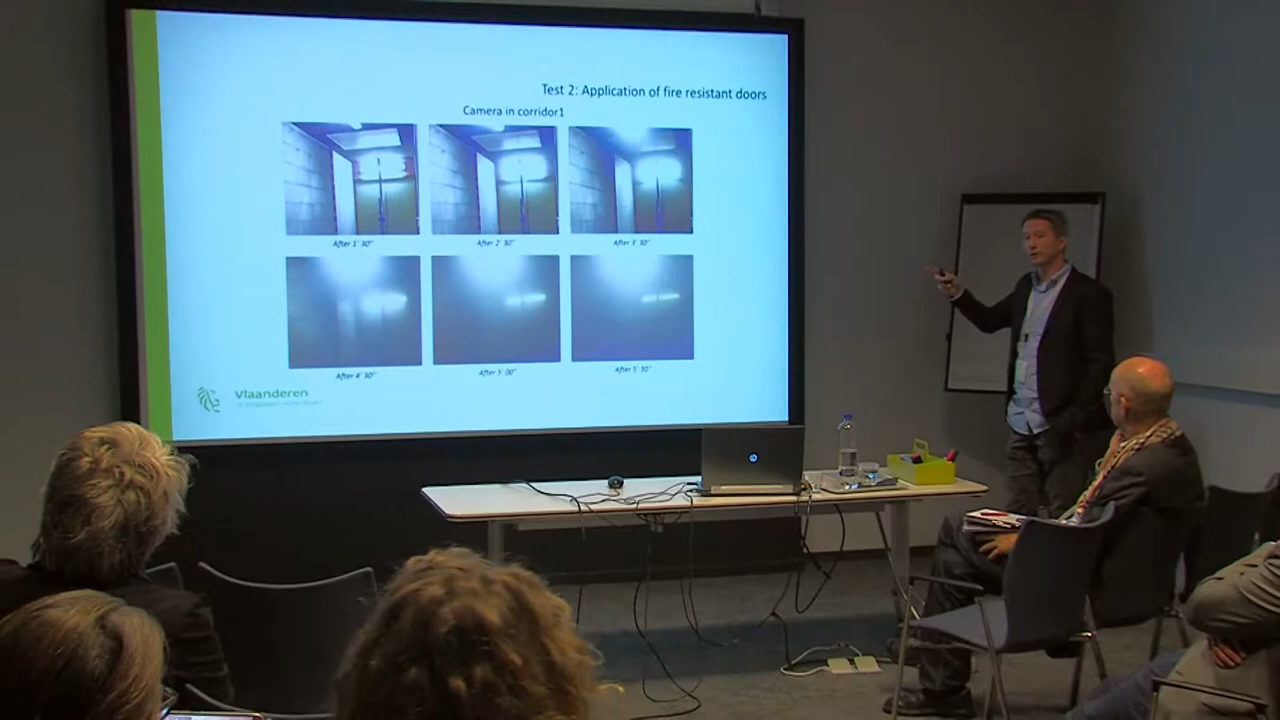 Test 2: Application of fire resistant doors
Camera in corridor1
After 1' 30"
After 2' 30"
After 3' 30"
After 4' 30"
After 5' 00"
After 5' 30"
Vlaanderen